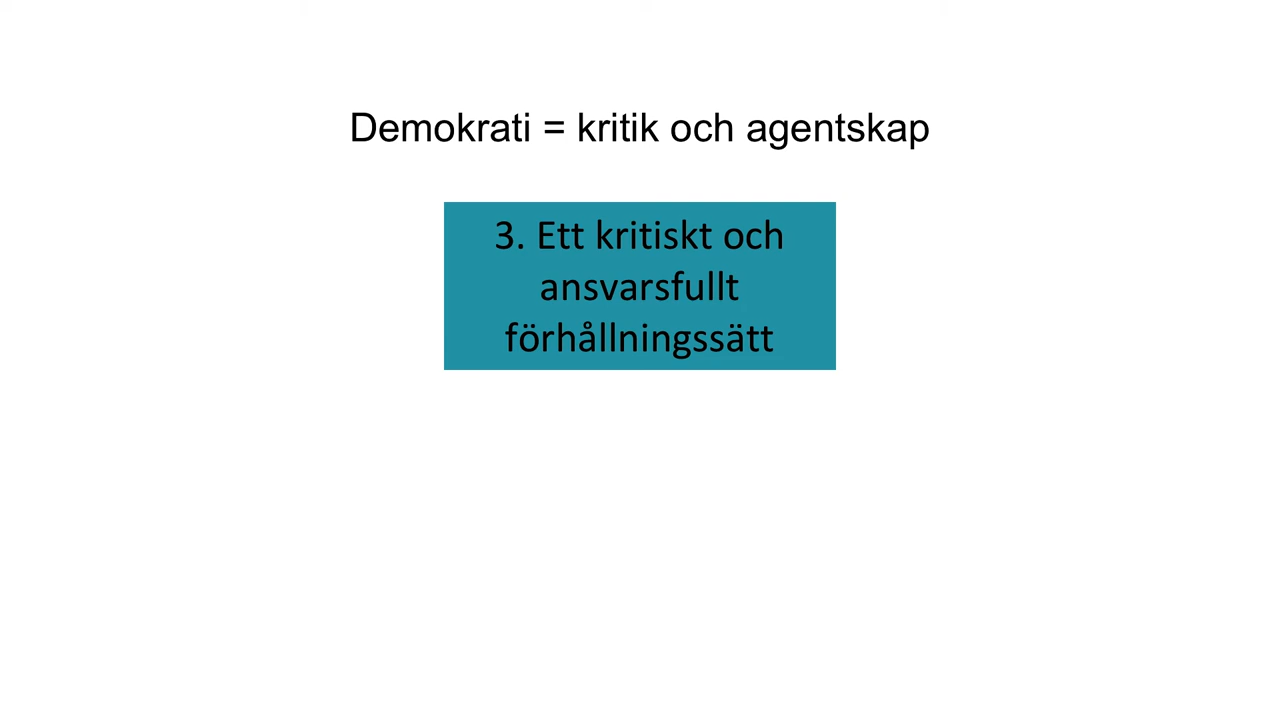 Demokrati = kritik och agentskap
3. Ett kritiskt och
ansvarsfullt
förhållningssätt